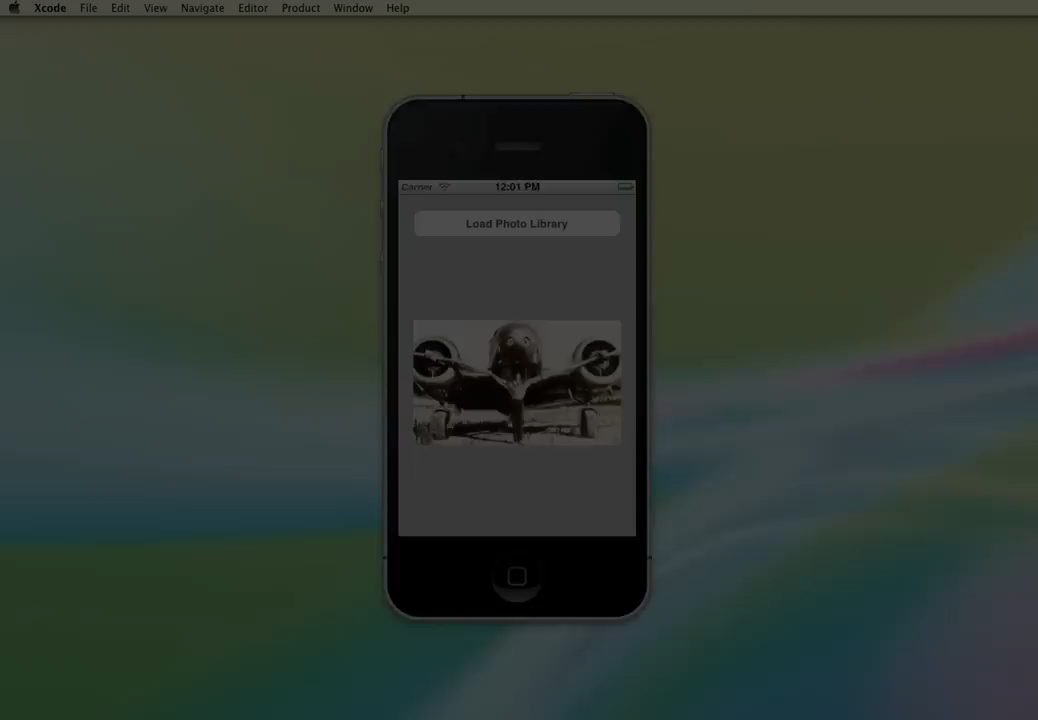 Xcode File Edit View Navigate Editor Product Window Help
Carrier 12:01 PM
Load Photo Library